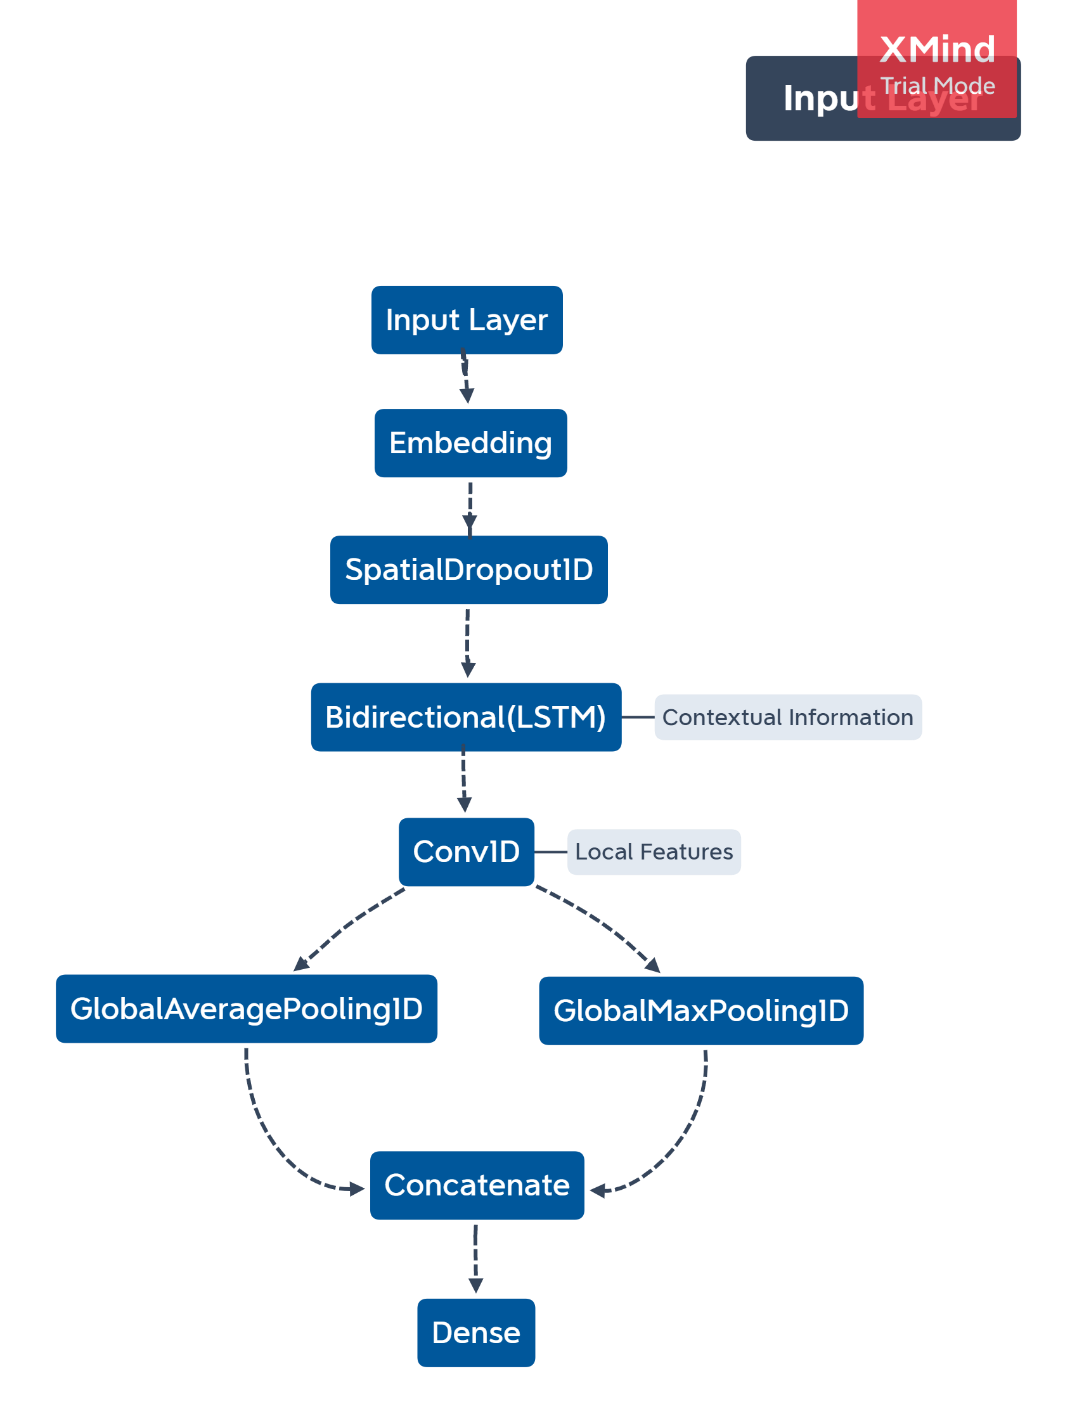 XMind
Trial Mode
Input Layer
Input Layer
Embedding
SpatialDropout1D
Bidirectional(LSTM)
Contextual Information
Conv1D
Local Features
GlobalAveragePooling1D
GlobalMaxPooling1D
Concatenate
Dense